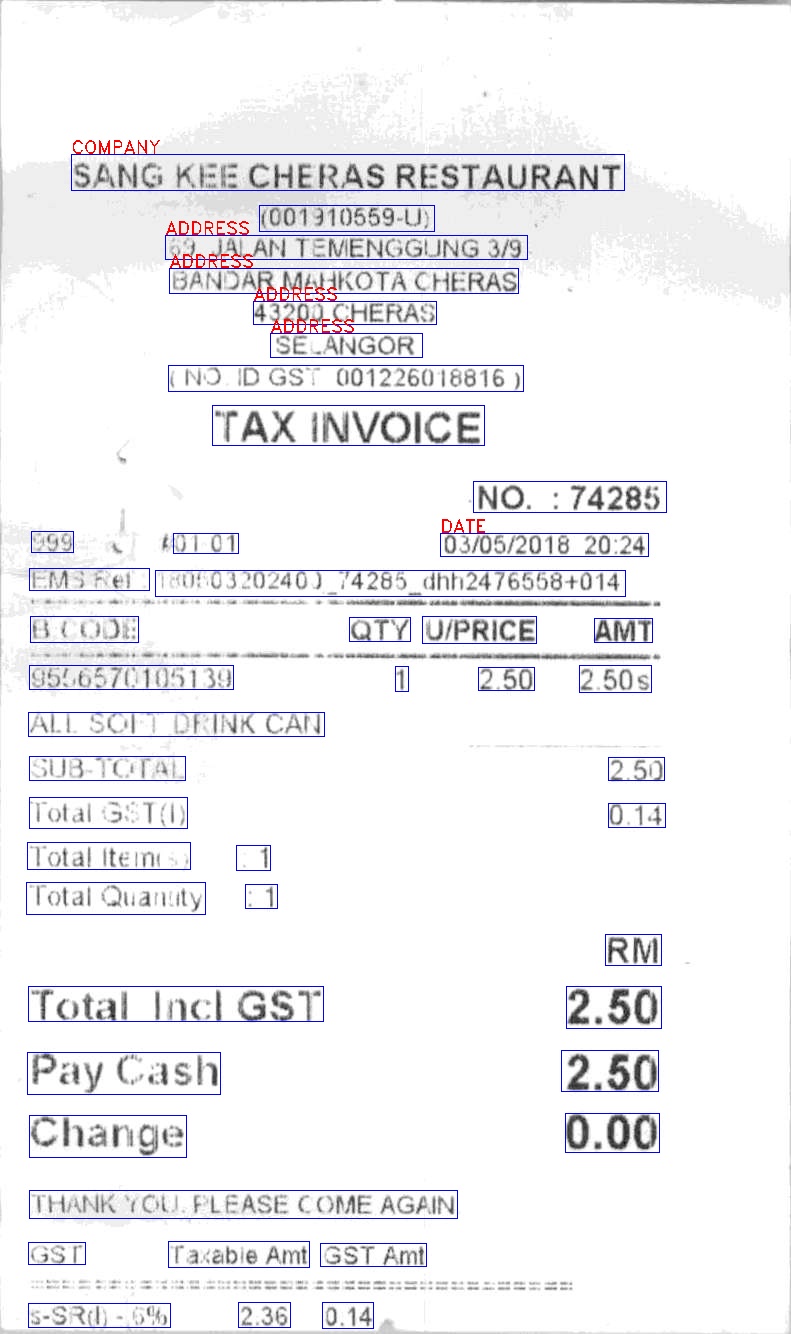 COMPANY
SANG KEE CHERAS RESTAURANT
(001910559-U)
ADDRESS
69, JALAN TEMENGGUNG 3/9
ADDRESS
BANDAR MAHKOTA CHERAS
ADDRESS
43200 CHERAS
ADDRESS
SELANGOR
( NO. ID GST 001226018816 )
TAX INVOICE
NO. : 74285
DATE
999 #01-01 03/05/2018 20:24
EMS Ref : _74285_dhh2476558+014
B.CODE QTY U/PRICE AMT
9556570105139 1 2.50 2.50s
ALL SOFT DRINK CAN
SUB-TOTAL 2.50
Total GST(I) 0.14
Total Item(s) : 1
Total Quantity : 1
RM
Total Incl GST 2.50
Pay Cash 2.50
Change 0.00
THANK YOU. PLEASE COME AGAIN
GST Taxable Amt GST Amt
s-SR(I) - 6% 2.36 0.14